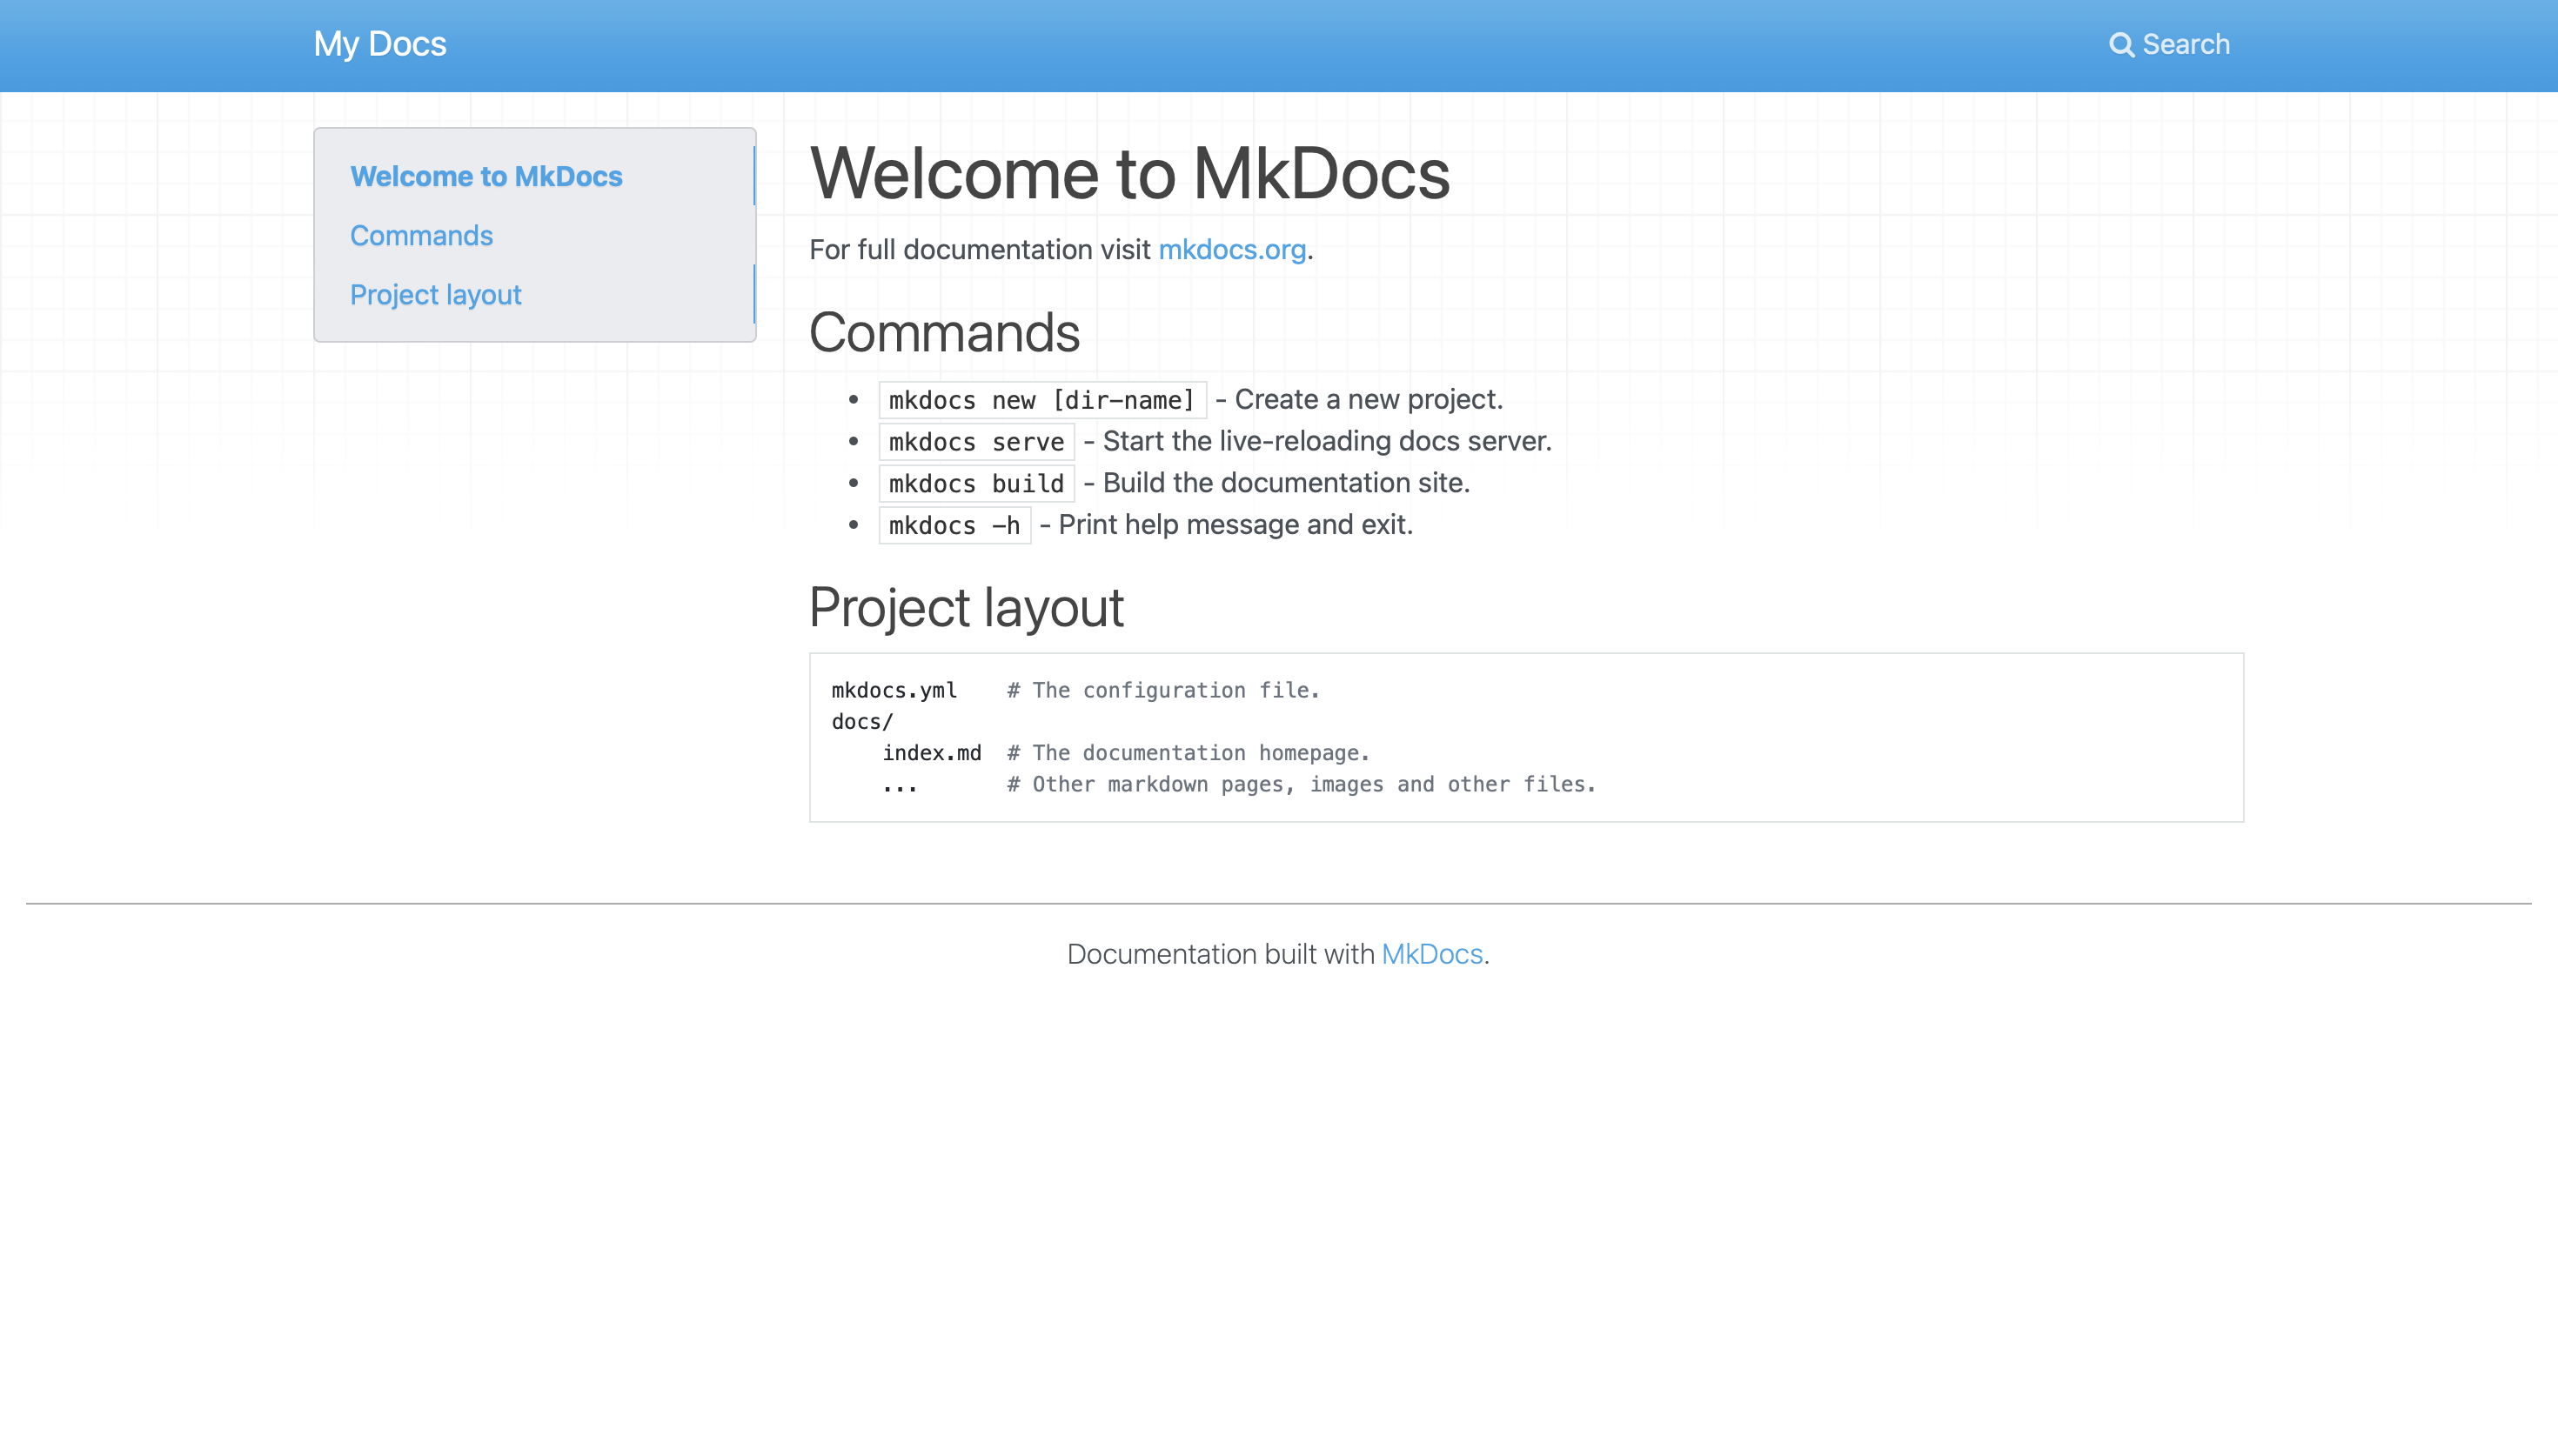 My Docs
Search
Welcome to MkDocs
Commands
Project layout
Welcome to MkDocs
For full documentation visit mkdocs.org.
Commands
• mkdocs new [dir-name] - Create a new project.
• mkdocs serve - Start the live-reloading docs server.
• mkdocs build - Build the documentation site.
• mkdocs -h - Print help message and exit.
Project layout
mkdocs.yml    # The configuration file.
docs/
    index.md  # The documentation homepage.
    ...       # Other markdown pages, images and other files.
Documentation built with MkDocs.